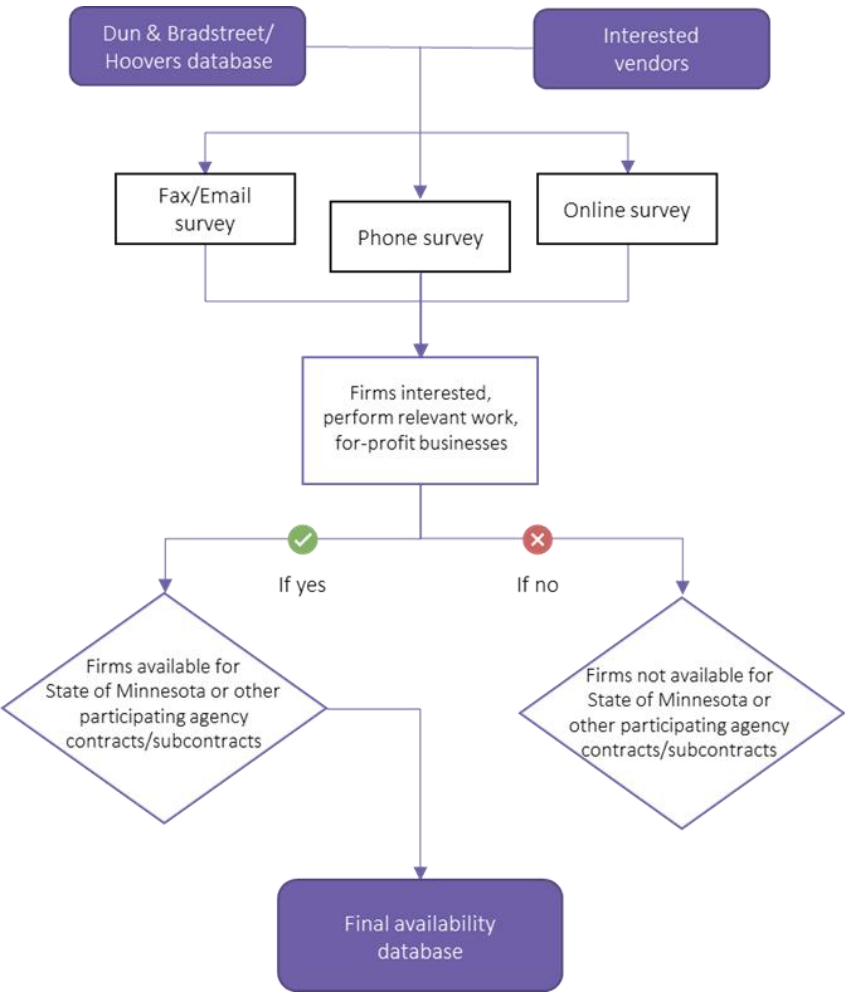 Dun & Bradstreet/
Hoovers database
Interested
vendors
Fax/Email
survey
Phone survey
Online survey
Firms interested,
perform relevant work,
for-profit businesses
If yes
If no
Firms available for
State of Minnesota or other
participating agency
contracts/subcontracts
Firms not available for
State of Minnesota or
other participating agency
contracts/subcontracts
Final availability
database